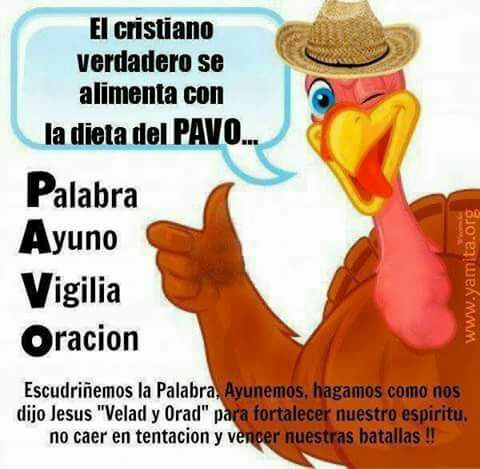 El cristiano
verdadero se
alimenta con
la dieta del PAVO...
Palabra
Ayuno
Vigilia
Oracion
www.yamita.org
Escudriñemos la Palabra, Ayunemos, hagamos como nos
dijo Jesus "Velad y Orad" para fortalecer nuestro espiritu,
no caer en tentacion y vencer nuestras batallas !!